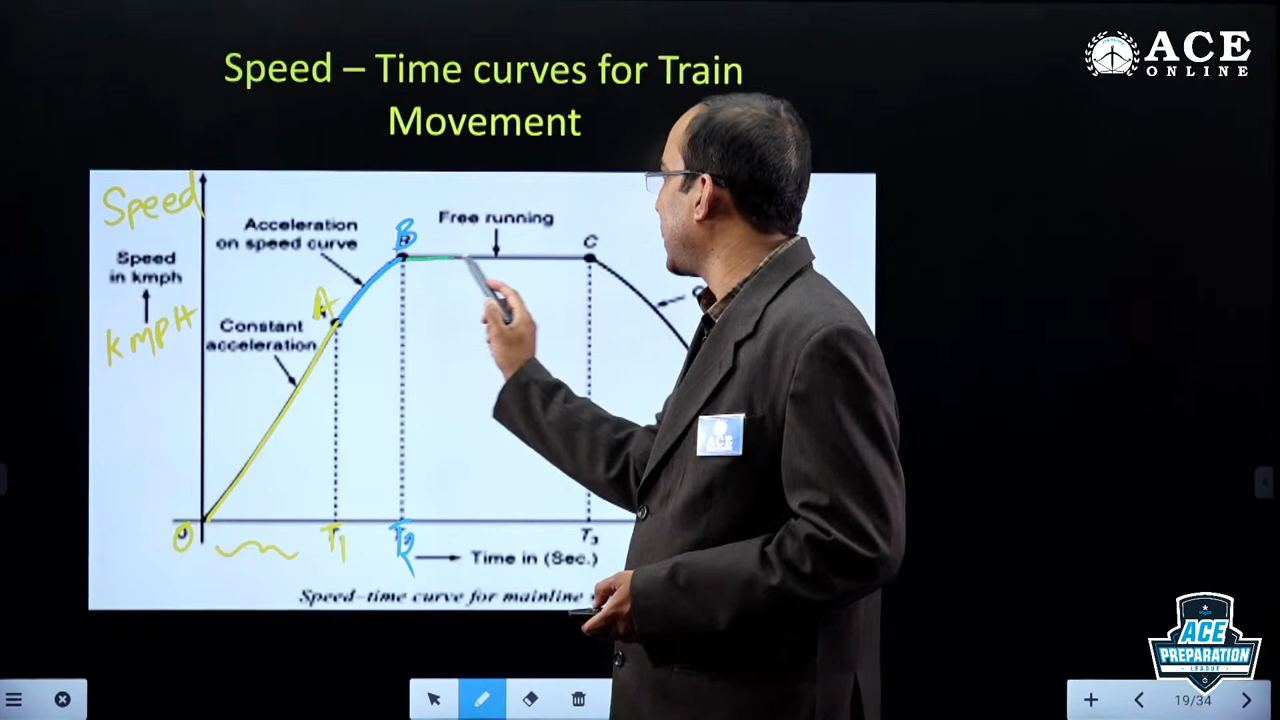 Speed – Time curves for Train
Movement
ACE
ONLINE
Speed
Speed
in kmph
KMPH
Acceleration
on speed curve
B
Free running
C
A
Constant
acceleration
O
T1
T2
T3
Time in (Sec.)
Speed–time curve for mainline
ACE
ACE
PREPARATION
LEAGUE
19/34